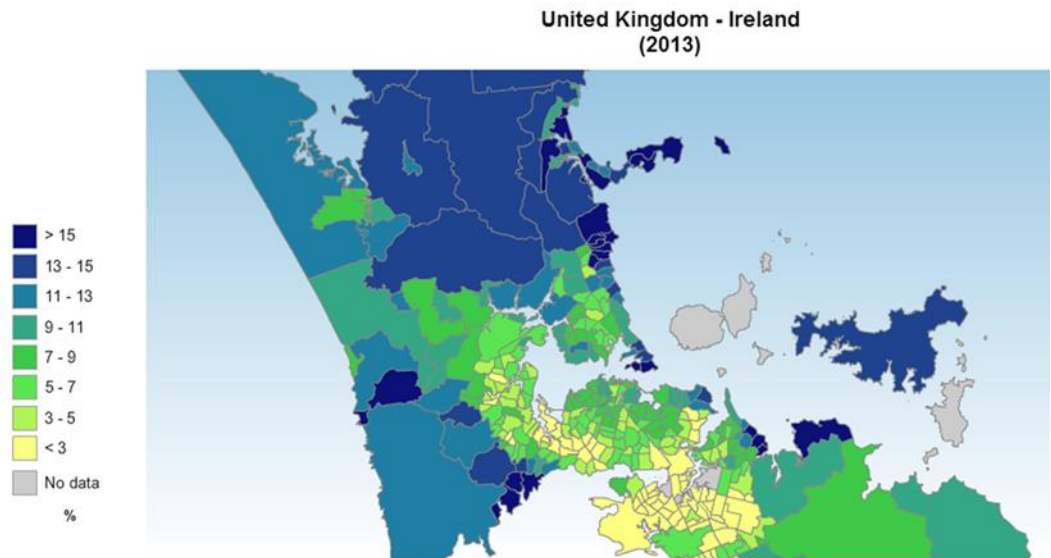 United Kingdom - Ireland
(2013)
> 15
13 - 15
11 - 13
9 - 11
7 - 9
5 - 7
3 - 5
< 3
No data
%